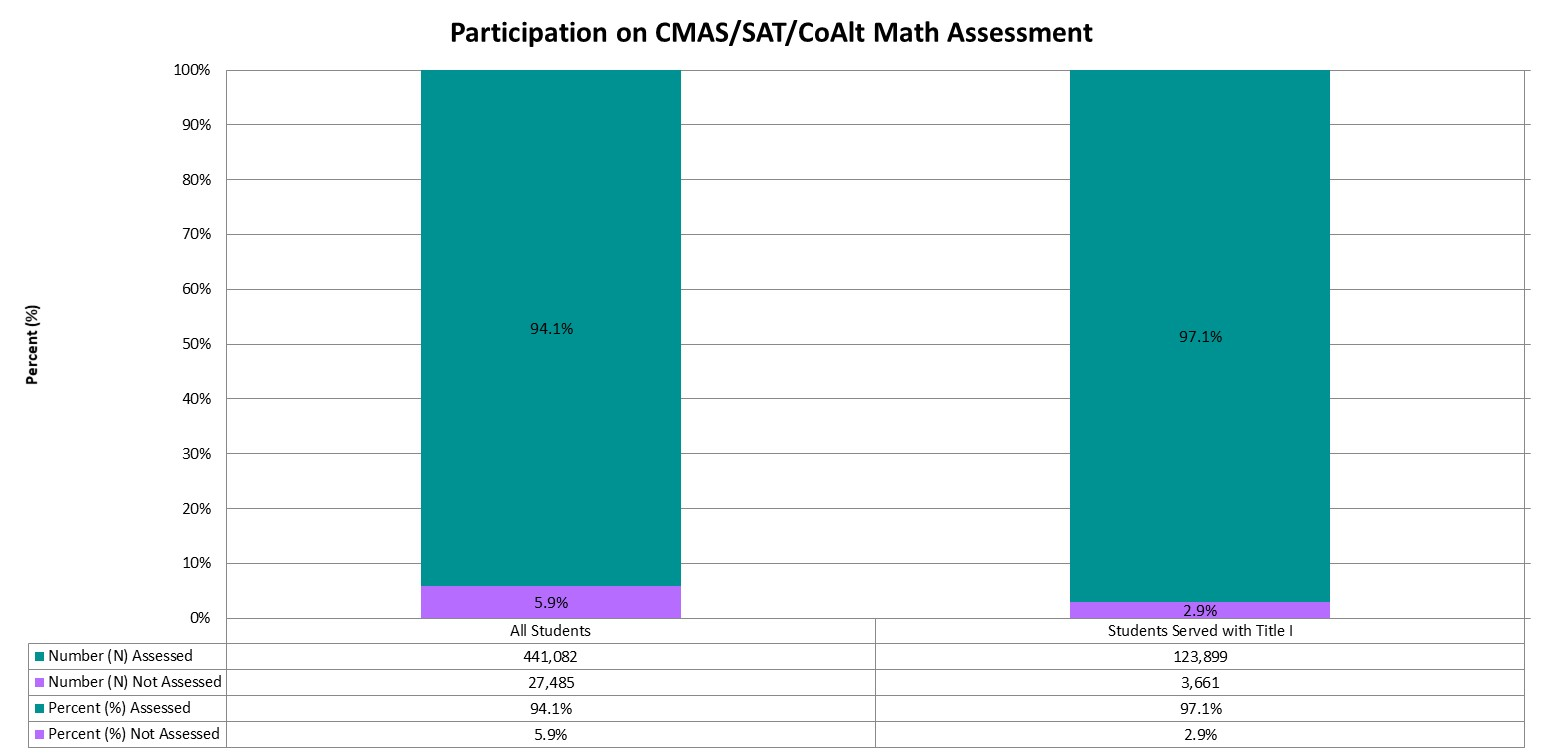 Participation on CMAS/SAT/CoAlt Math Assessment
100%
90%
80%
70%
60%
50%
40%
30%
20%
10%
0%
Percent (%)
94.1%
97.1%
5.9%
2.9%
All Students Students Served with Title I
Number (N) Assessed 441,082 123,899
Number (N) Not Assessed 27,485 3,661
Percent (%) Assessed 94.1% 97.1%
Percent (%) Not Assessed 5.9% 2.9%